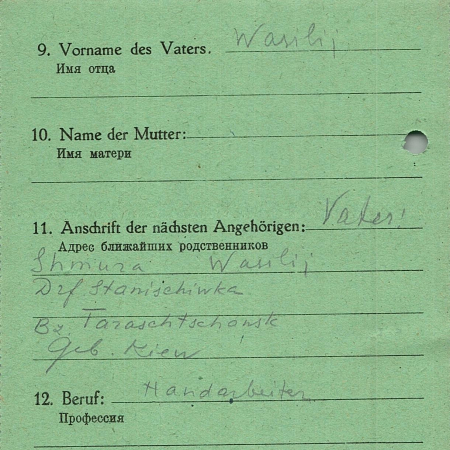 9. Vorname des Vaters. Wasilij
Имя отца
10. Name der Mutter:
Имя матери
11. Anschrift der nächsten Angehörigen: Vater:
Адрес ближайших родственников
Shmura Wasilij
Drf Stanischiwka
Bz. Taraschtschansk
Geb. Kiew
12. Beruf: Handarbeiter
Профессия